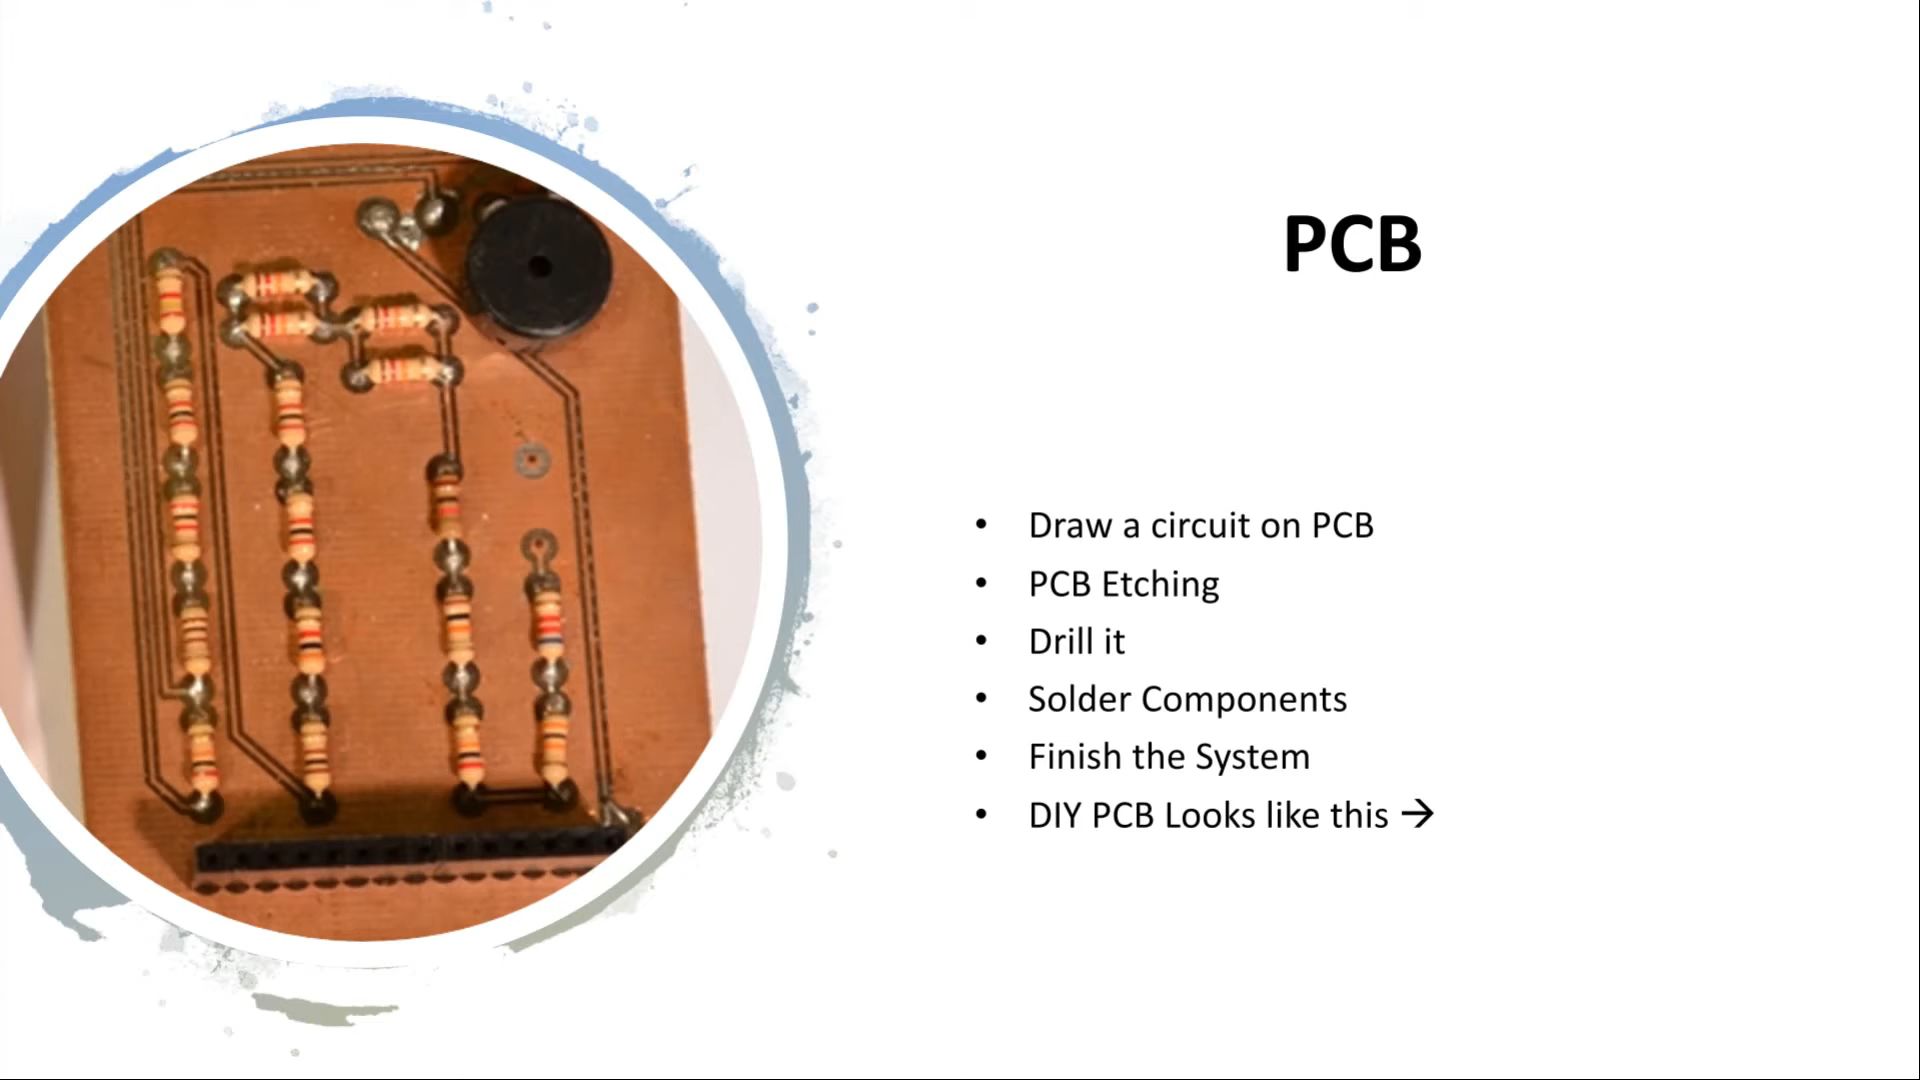 PCB
• Draw a circuit on PCB
• PCB Etching
• Drill it
• Solder Components
• Finish the System
• DIY PCB Looks like this →